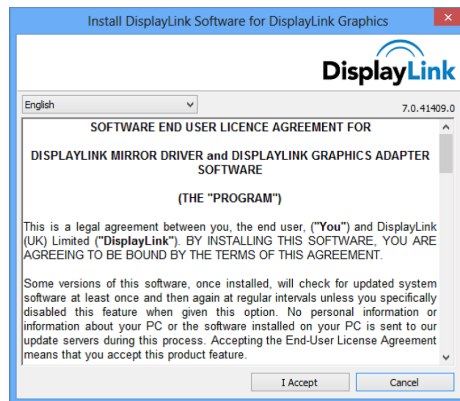 Install DisplayLink Software for DisplayLink Graphics
DisplayLink
English
7.0.41409.0
SOFTWARE END USER LICENCE AGREEMENT FOR
DISPLAYLINK MIRROR DRIVER and DISPLAYLINK GRAPHICS ADAPTER
SOFTWARE
(THE "PROGRAM")
This is a legal agreement between you, the end user, ("You") and DisplayLink
(UK) Limited ("DisplayLink"). BY INSTALLING THIS SOFTWARE, YOU ARE
AGREEING TO BE BOUND BY THE TERMS OF THIS AGREEMENT.
Some versions of this software, once installed, will check for updated system
software at least once and then again at regular intervals unless you specifically
disabled this feature when given this option. No personal information or
information about your PC or the software installed on your PC is sent to our
update servers during this process. Accepting the End-User License Agreement
means that you accept this product feature.
I Accept
Cancel